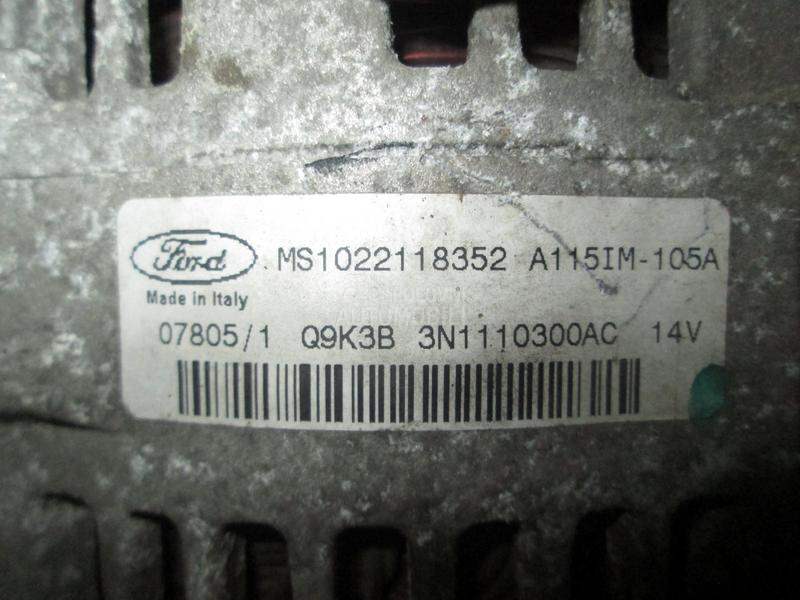 Ford MS1022118352 A115IM-105A
Made in Italy
07805/1 Q9K3B 3N1110300AC 14V